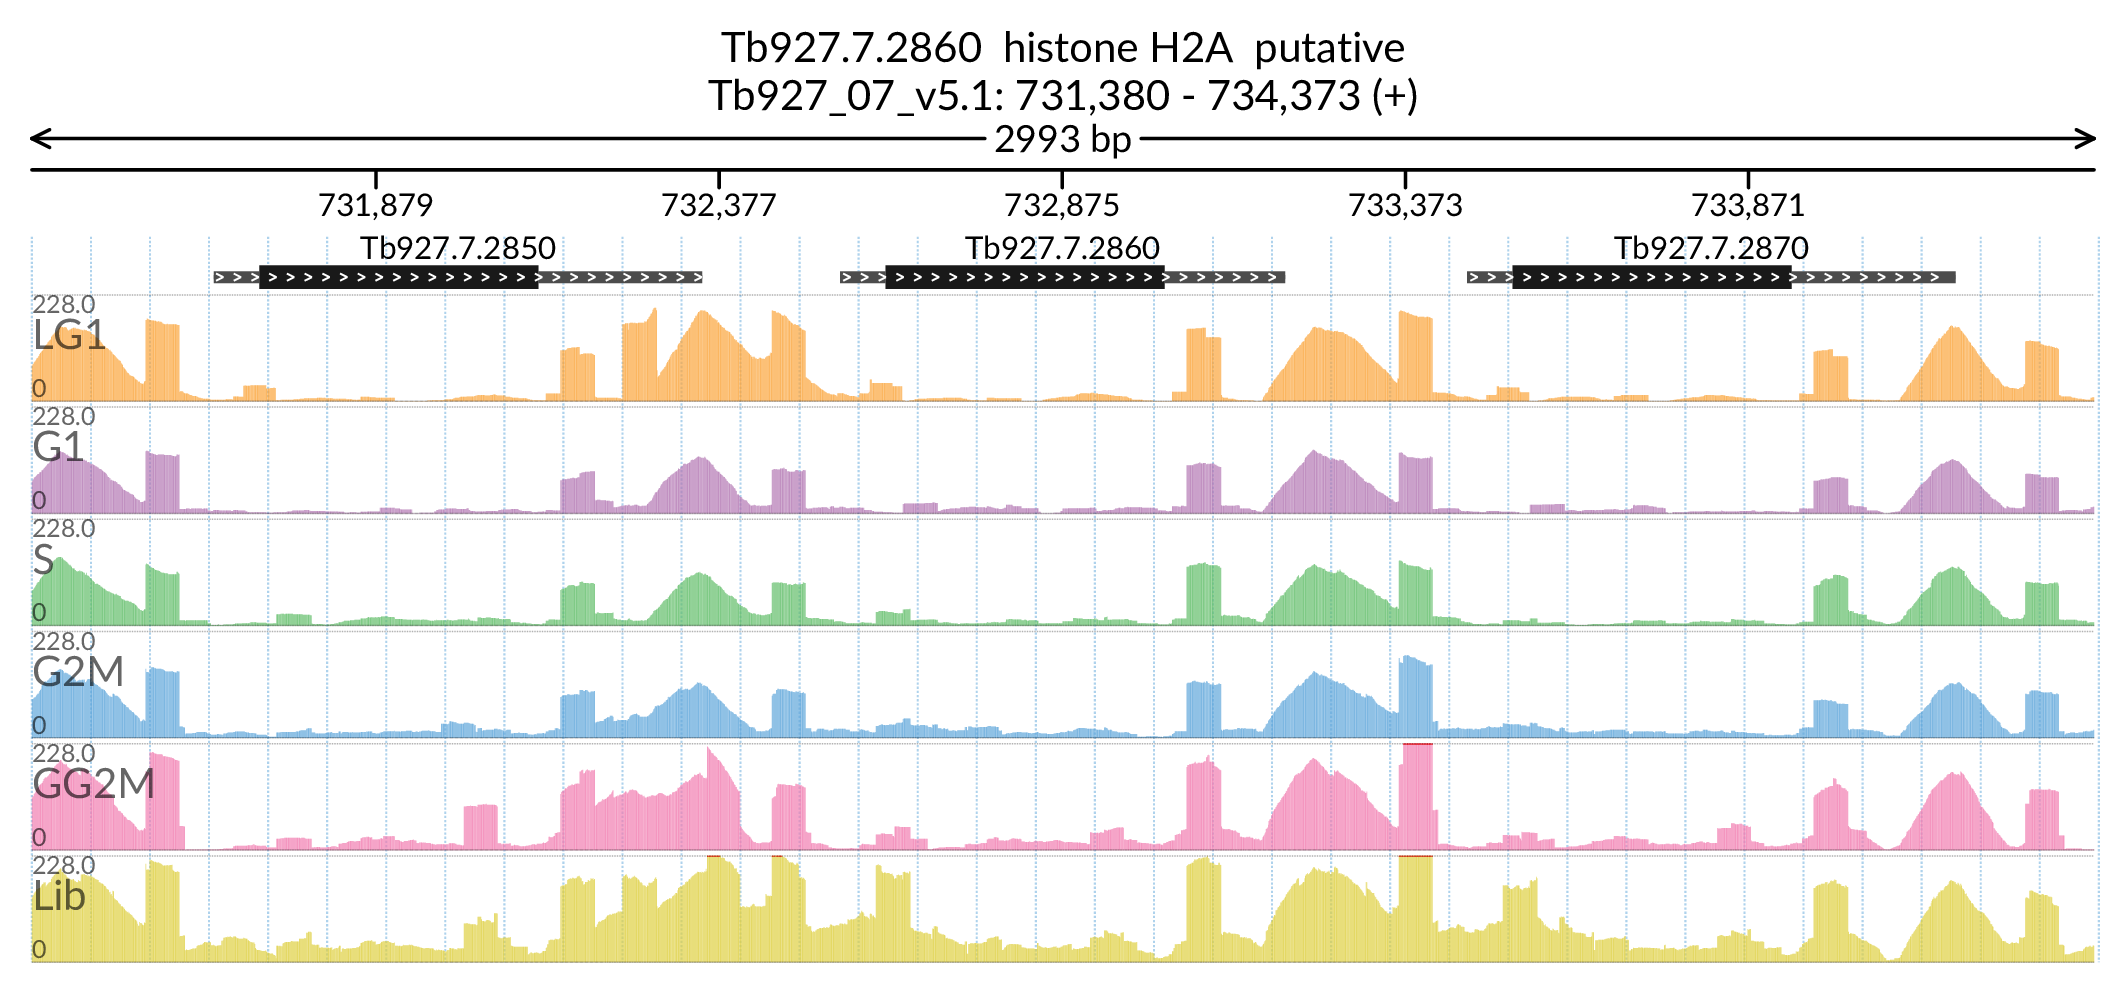 Tb927.7.2860  histone H2A  putative
Tb927_07_v5.1: 731,380 - 734,373 (+)
2993 bp
731,879 732,377 732,875 733,373 733,871
Tb927.7.2850 Tb927.7.2860 Tb927.7.2870
228.0
LG1
0
228.0
G1
0
228.0
S
0
228.0
G2M
0
228.0
GG2M
0
228.0
Lib
0